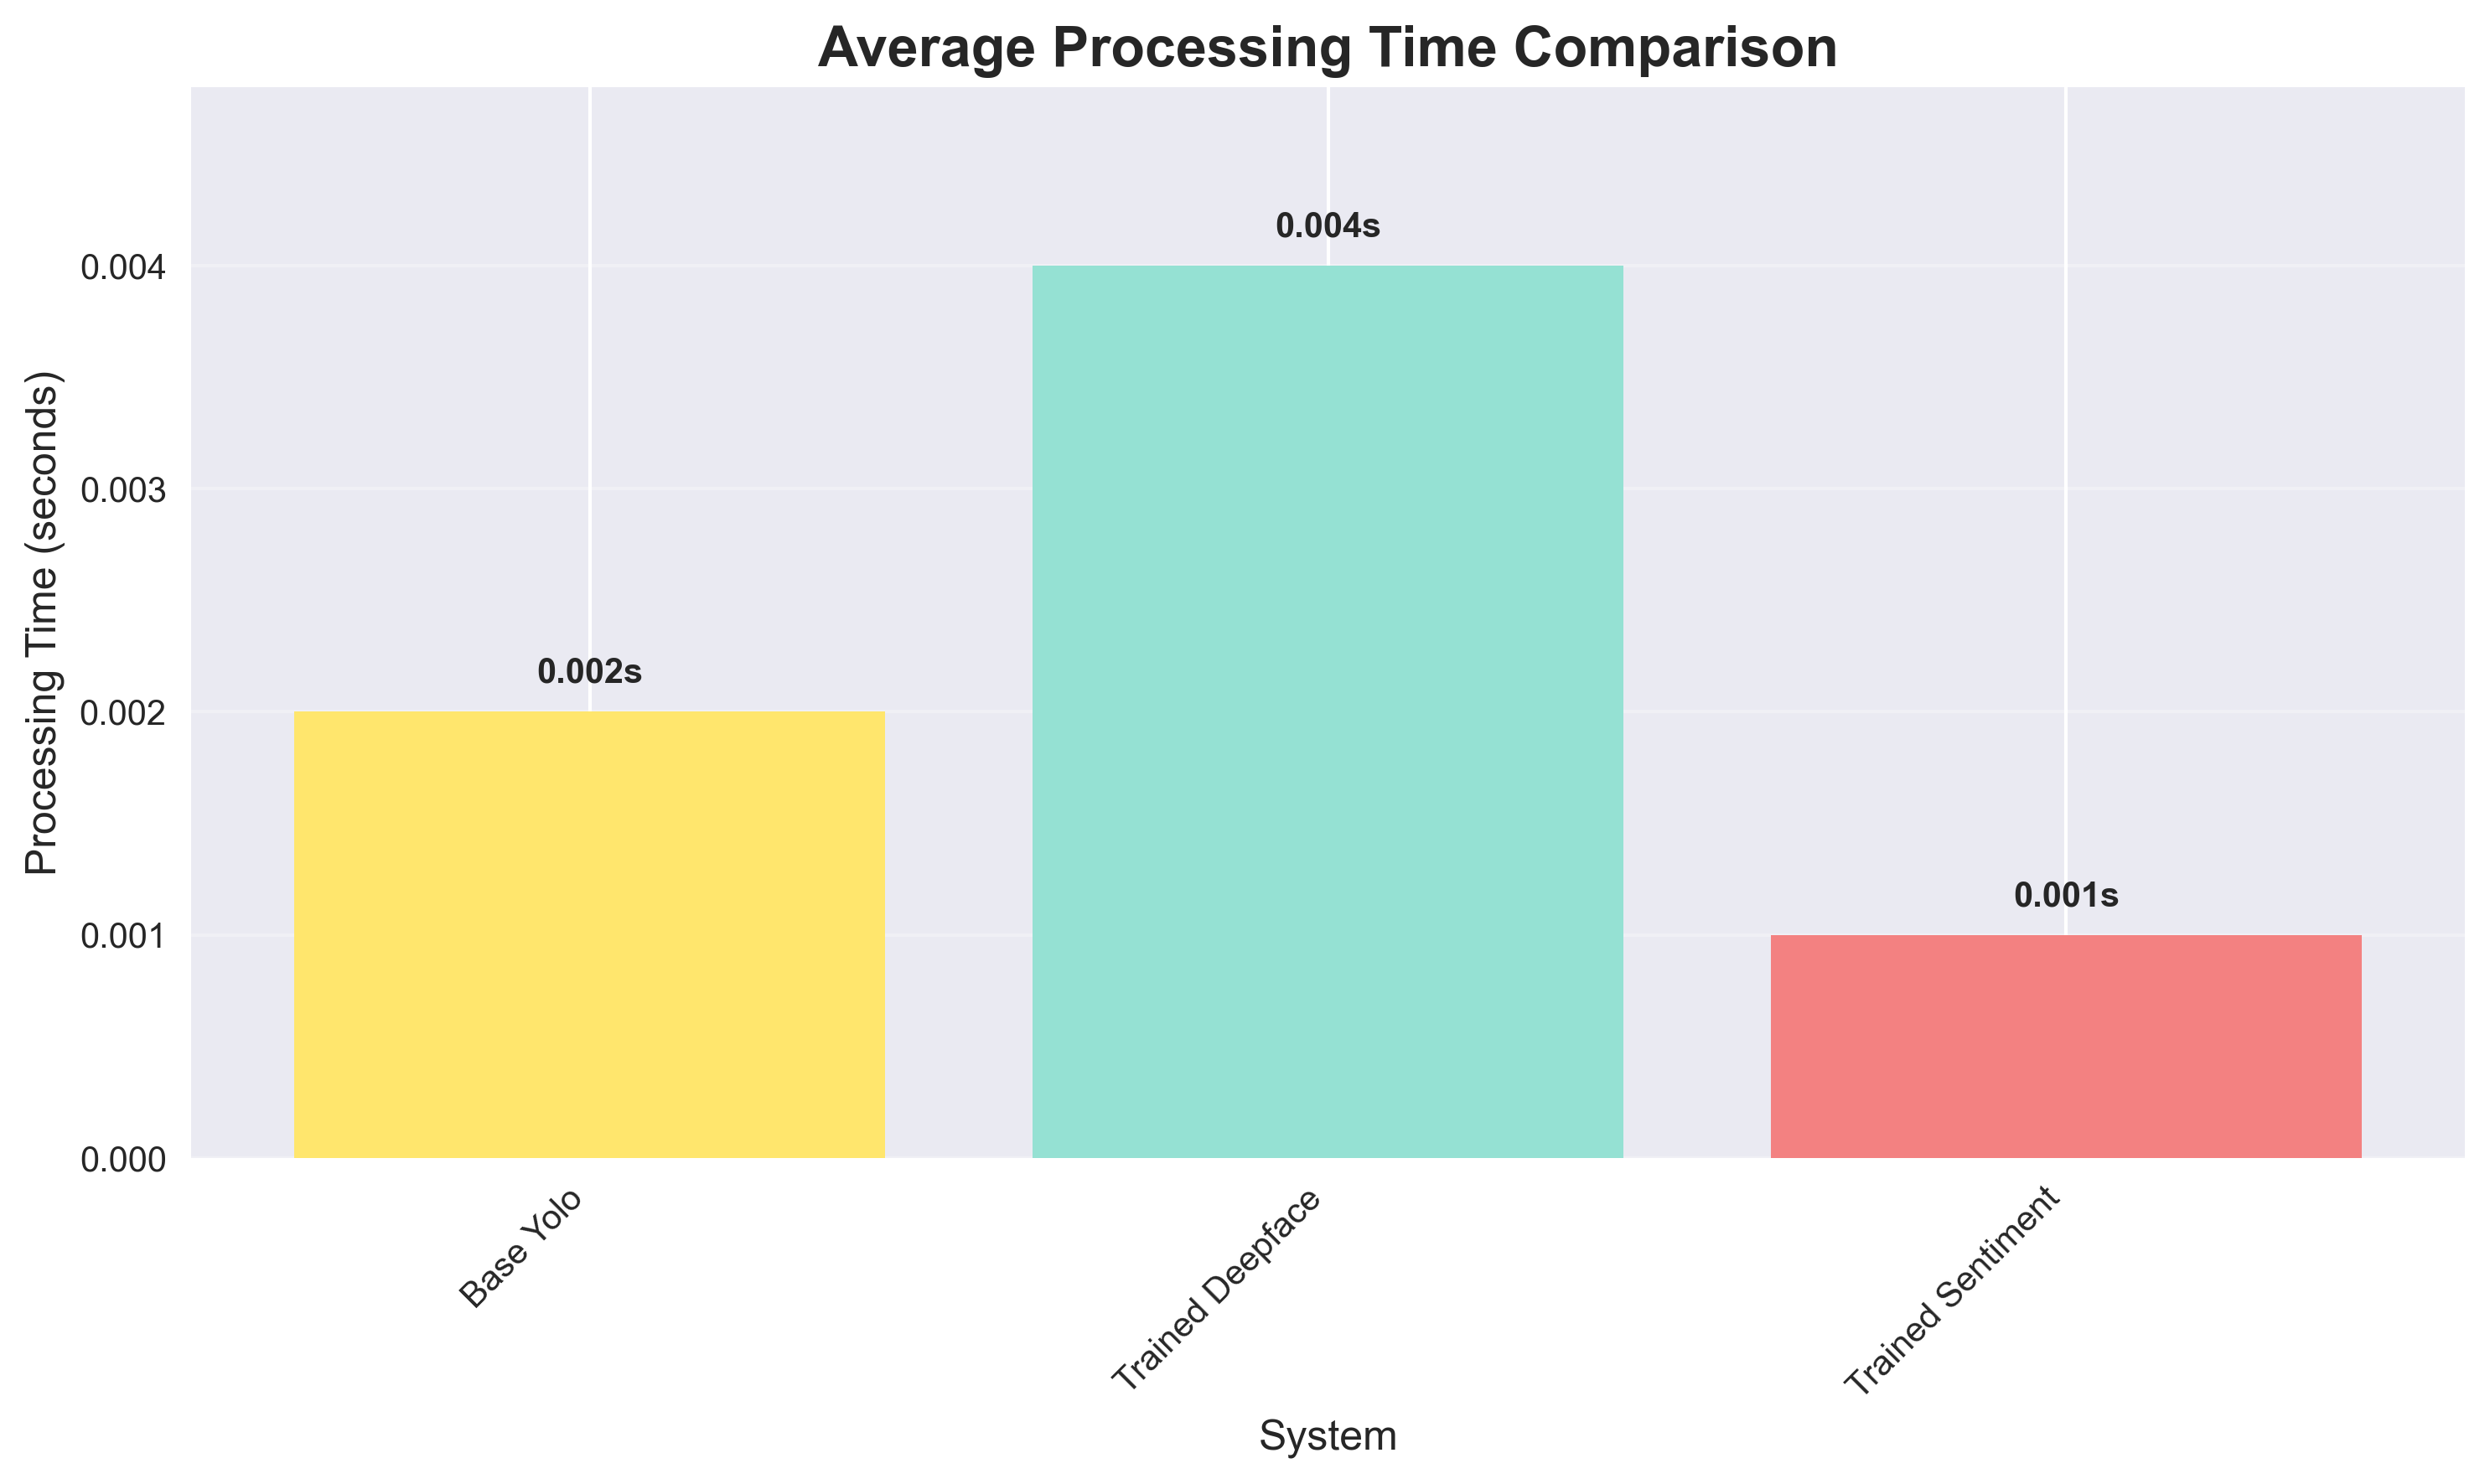 Average Processing Time Comparison
Processing Time (seconds)
0.004
0.003
0.002
0.001
0.000
0.002s
0.004s
0.001s
Base Yolo
Trained Deepface
Trained Sentiment
System